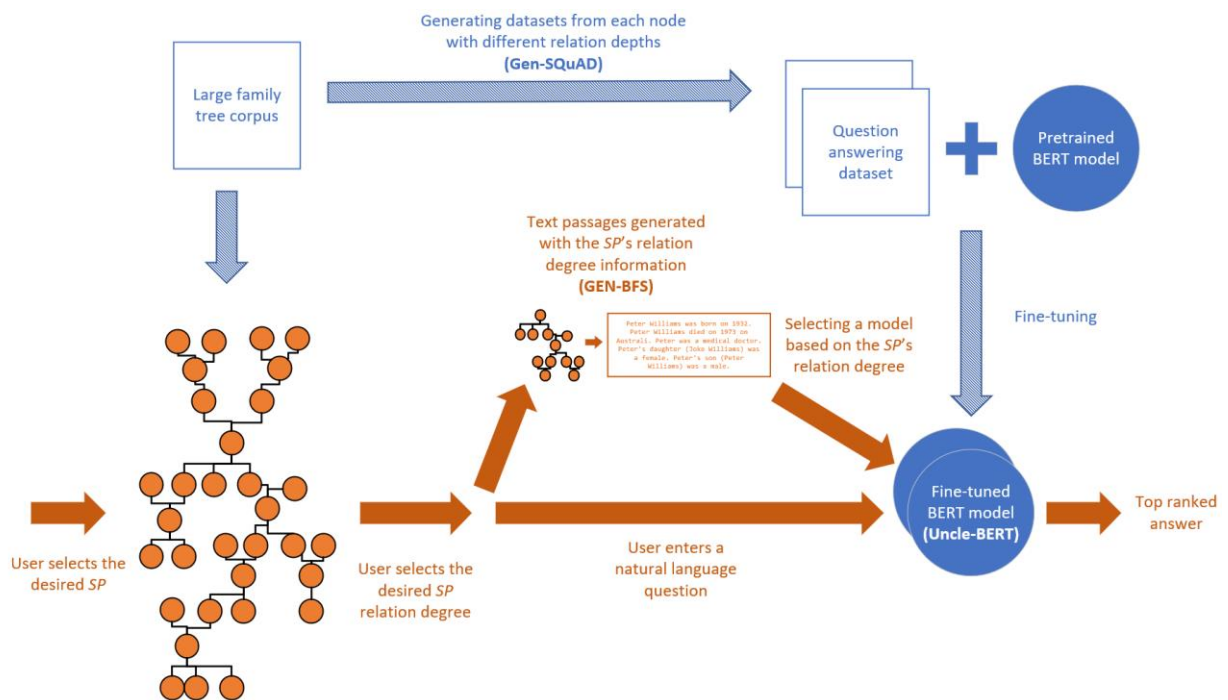 Generating datasets from each node
with different relation depths
(Gen-SQuAD)
Large family
tree corpus
Question
answering
dataset
Pretrained
BERT model
Text passages generated
with the SP's relation
degree information
(GEN-BFS)
Peter Williams was born on 1932.
Peter Williams died on 1973 on
Australi. Peter was a medical doctor.
Peter's daughter (Joko Williams) was
a female. Peter's son (Peter
Williams) was a male.
Selecting a model
based on the SP's
relation degree
Fine-tuning
Fine-tuned
BERT model
(Uncle-BERT)
Top ranked
answer
User selects the
desired SP
User selects the
desired SP
relation degree
User enters a
natural language
question